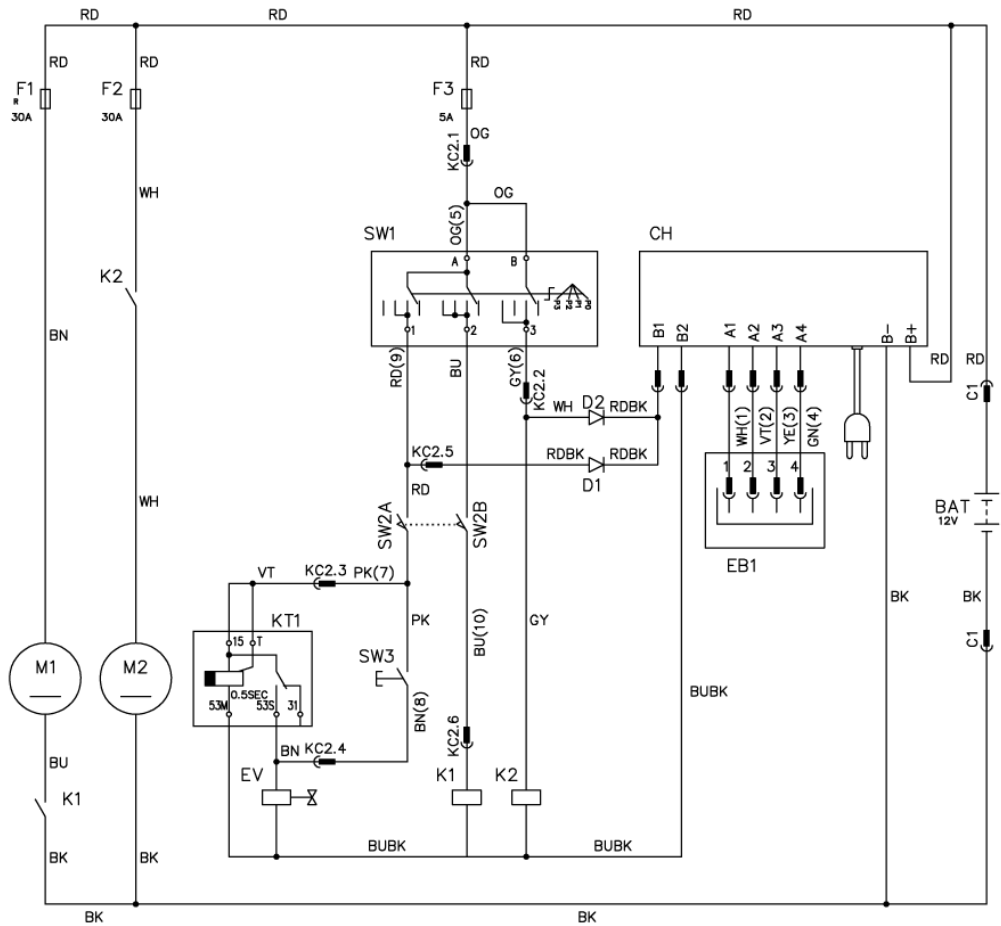 RD RD RD
RD RD RD
F1 F2 F3
R
30A 30A 5A
OG
KC2.1
WH
OG
OG(5)
SW1 CH
A B
K2
P3 P2 P1 P0
BN
1 2 3
B1 B2 A1 A2 A3 A4 B- B+
RD RD
RD(9) BU GY(6)
KC2.2
C1
WH D2 RDBK
WH(1) VT(2) YE(3) GN(4)
KC2.5
RDBK RDBK
D1
1 2 3 4
RD
WH
SW2A SW2B
BAT
12V
EB1
VT KC2.3 PK(7)
BK BK
KT1
PK BU(10) GY
15 T
C1
M1 M2
SW3
0.5SEC
53M 53S 31
BN(8)
BUBK
KC2.6
BN KC2.4
BU
EV K1 K2
K1
BUBK BUBK
BK BK
BK BK